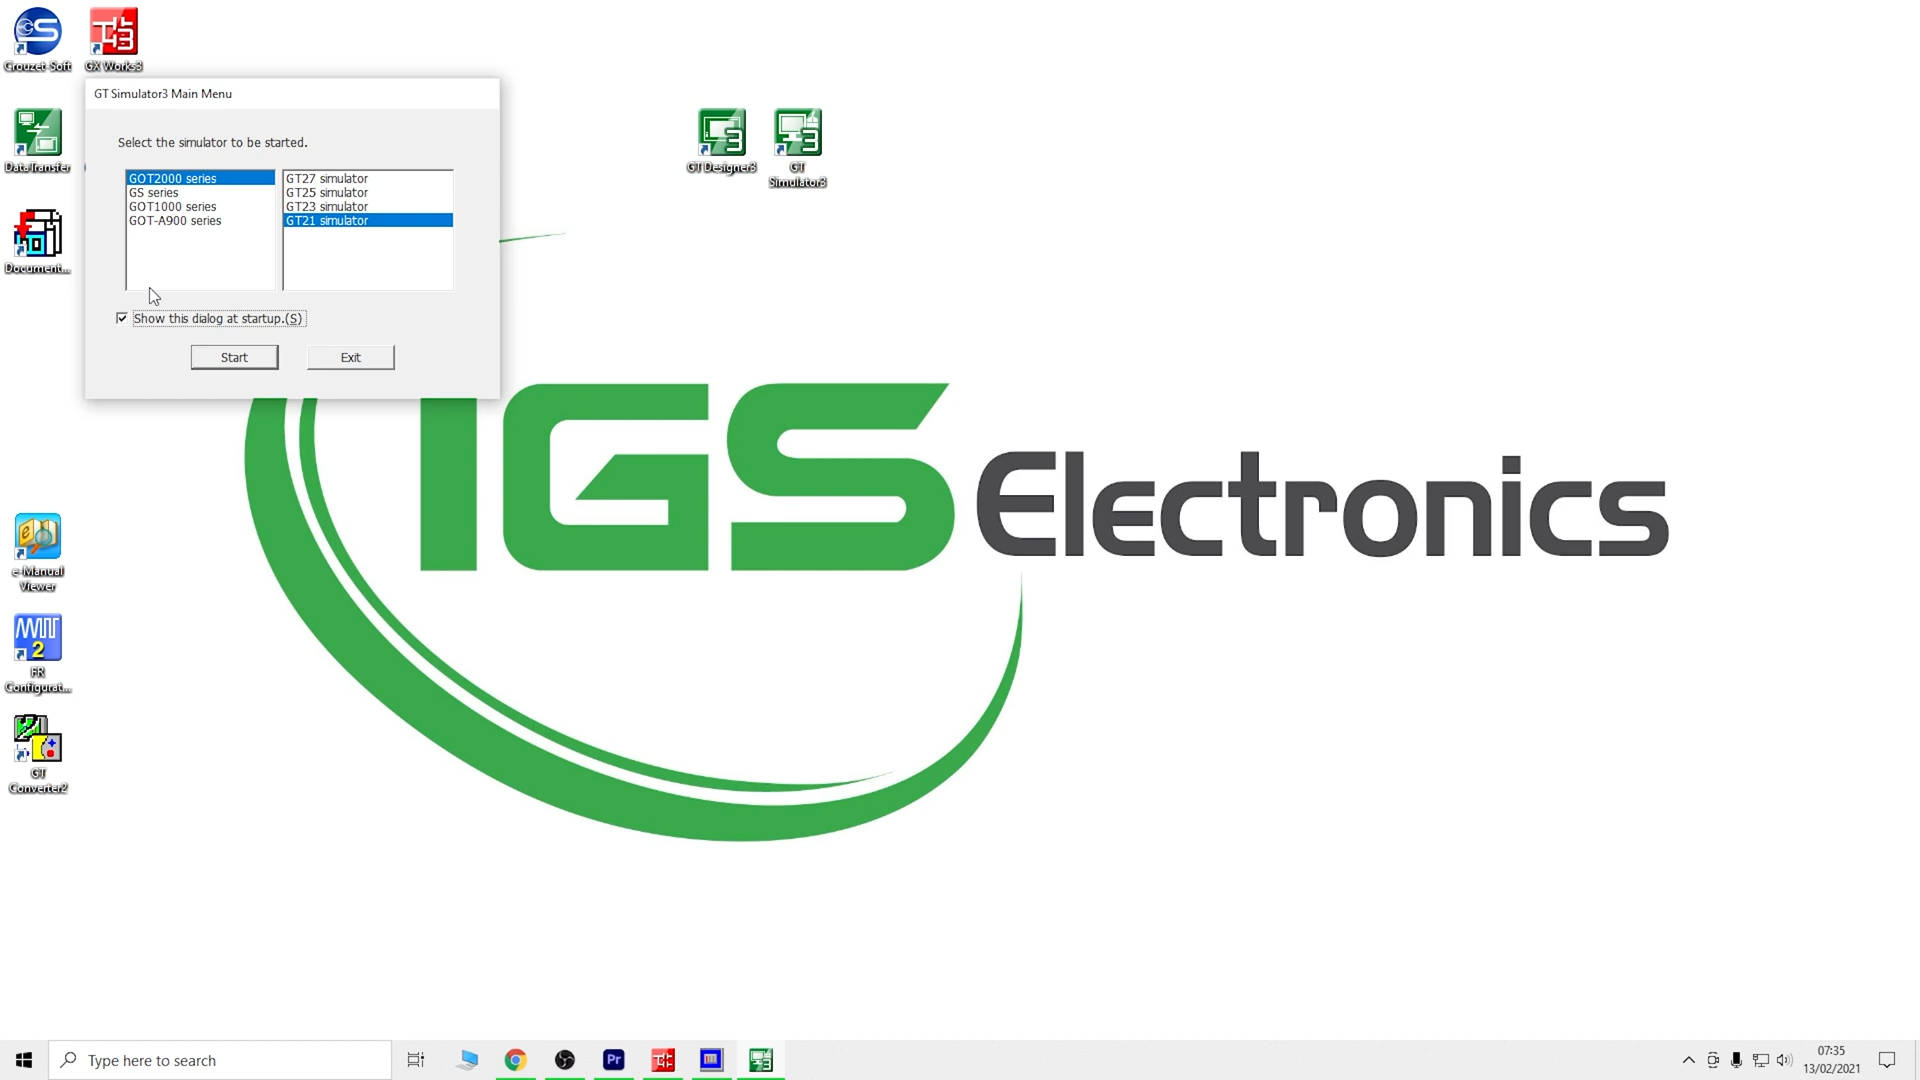 Crouzet-Soft
GX Works3
GT Simulator3 Main Menu
Select the simulator to be started.
GOT2000 series
GS series
GOT1000 series
GOT-A900 series
GT27 simulator
GT25 simulator
GT23 simulator
GT21 simulator
Show this dialog at startup.(S)
Start
Exit
DataTransfer
Document...
GT Designer3
GT
Simulator3
IGS Electronics
e-Manual
Viewer
FR
Configurat...
GT
Converter2
Type here to search
Pr
07:35
13/02/2021